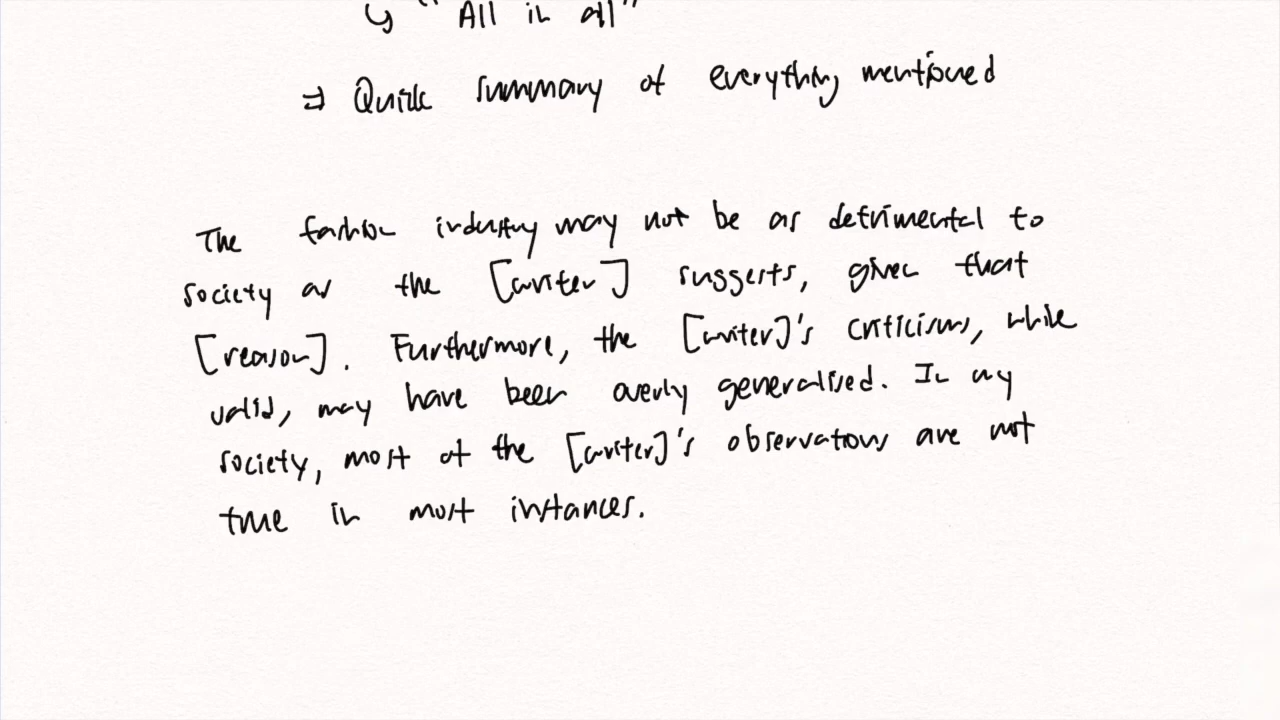 ↳ "All in all"
⇒ Quick summary of everything mentioned
The fashion industry may not be as detrimental to
society as the [writer] suggests, given that
[reason]. Furthermore, the [writer]'s criticisms, while
valid, may have been overly generalised. In my
society, most of the [writer]'s observations are not
true in most instances.